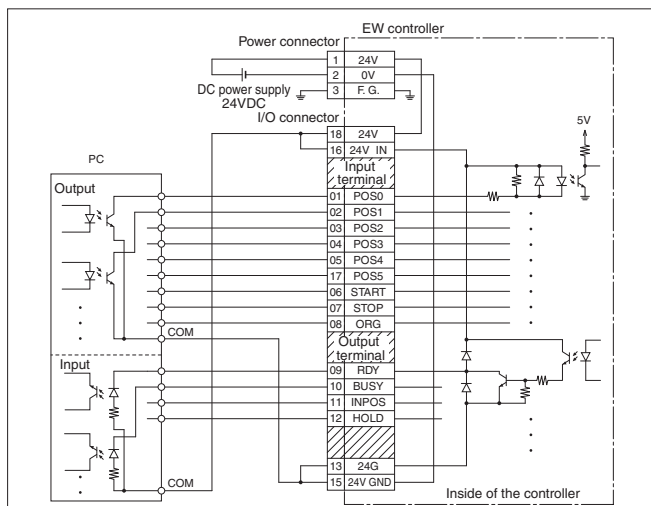 EW controller
Power connector
1 24V
2 0V
3 F. G.
DC power supply
24VDC
I/O connector
5V
18 24V
16 24V IN
PC
Input
terminal
Output
01 POS0
02 POS1
03 POS2
04 POS3
05 POS4
17 POS5
06 START
07 STOP
08 ORG
COM
Output
terminal
Input
09 RDY
10 BUSY
11 INPOS
12 HOLD
13 24G
COM
15 24V GND
Inside of the controller